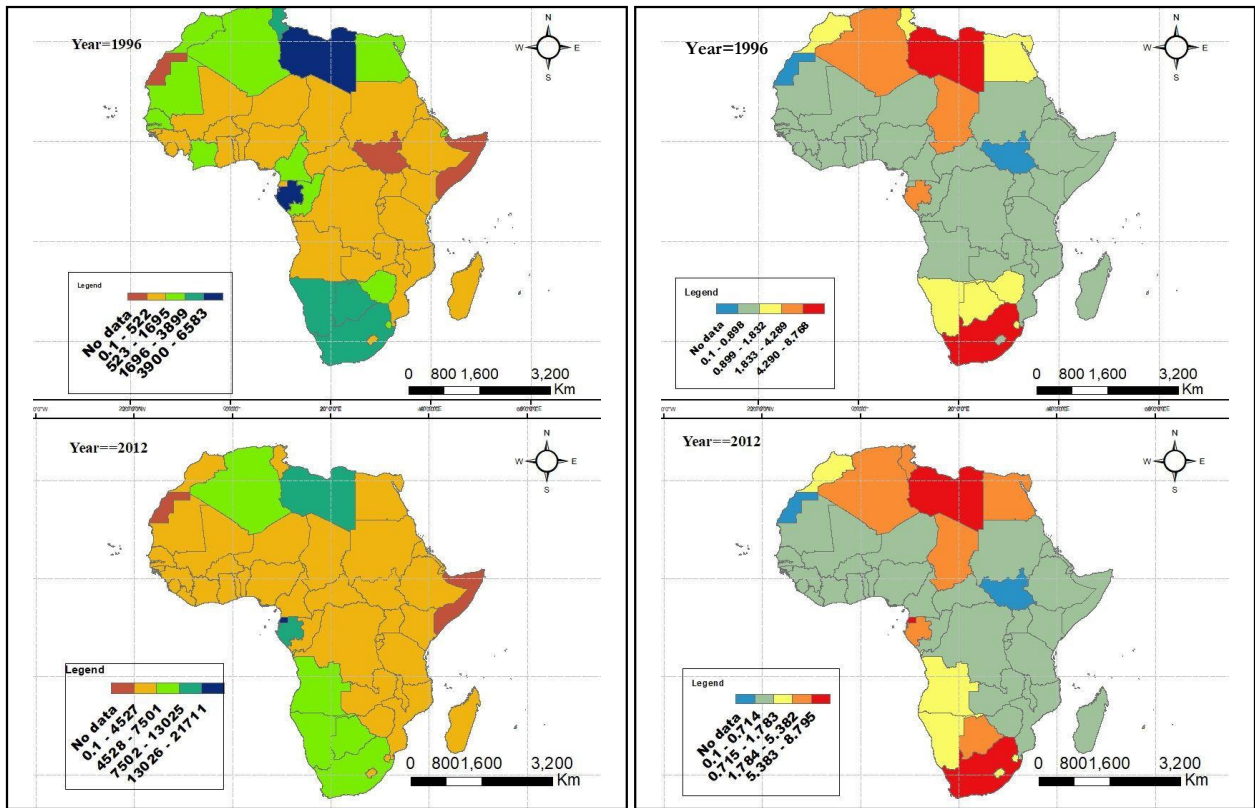 Year=1996
N
W E
S
Legend
No data
0.1 - 522
523 - 1695
1696 - 3899
3900 - 6583
0 800 1,600 3,200
Km
Year=1996
N
W E
S
Legend
No data
0.1 - 0.898
0.899 - 1.832
1.833 - 4.289
4.290 - 8.768
0 800 1,600 3,200
Km
Year==2012
N
W E
S
Legend
No data
0.1 - 4527
4528 - 7501
7502 - 13025
13026 - 21711
0 800 1,600 3,200
Km
Year==2012
N
W E
S
Legend
No data
0.1 - 0.714
0.715 - 1.783
1.784 - 5.382
5.383 - 8.795
0 800 1,600 3,200
Km